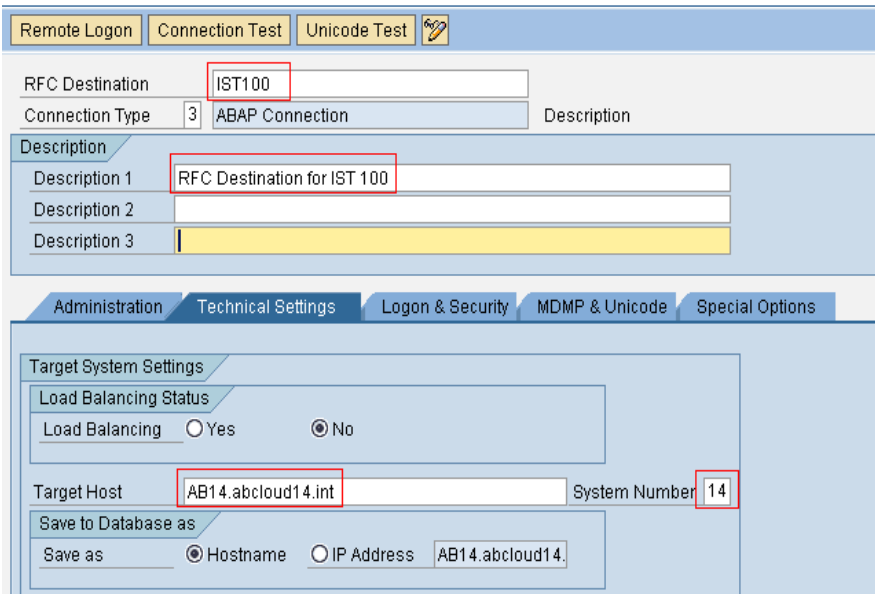 Remote Logon Connection Test Unicode Test
RFC Destination IST100
Connection Type 3 ABAP Connection Description
Description
Description 1 RFC Destination for IST 100
Description 2
Description 3
Administration Technical Settings Logon & Security MDMP & Unicode Special Options
Target System Settings
Load Balancing Status
Load Balancing Yes No
Target Host AB14.abcloud14.int System Number 14
Save to Database as
Save as Hostname IP Address AB14.abcloud14.